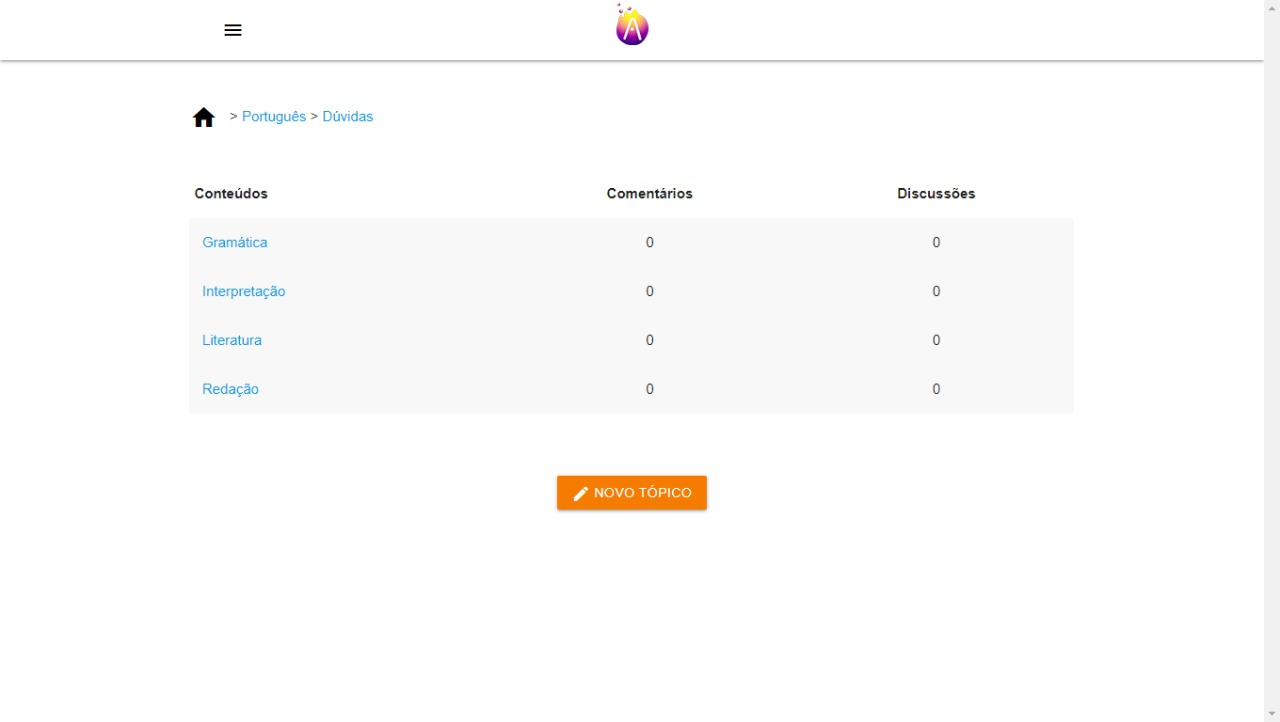 > Português > Dúvidas
Conteúdos Comentários Discussões
Gramática 0 0
Interpretação 0 0
Literatura 0 0
Redação 0 0
NOVO TÓPICO